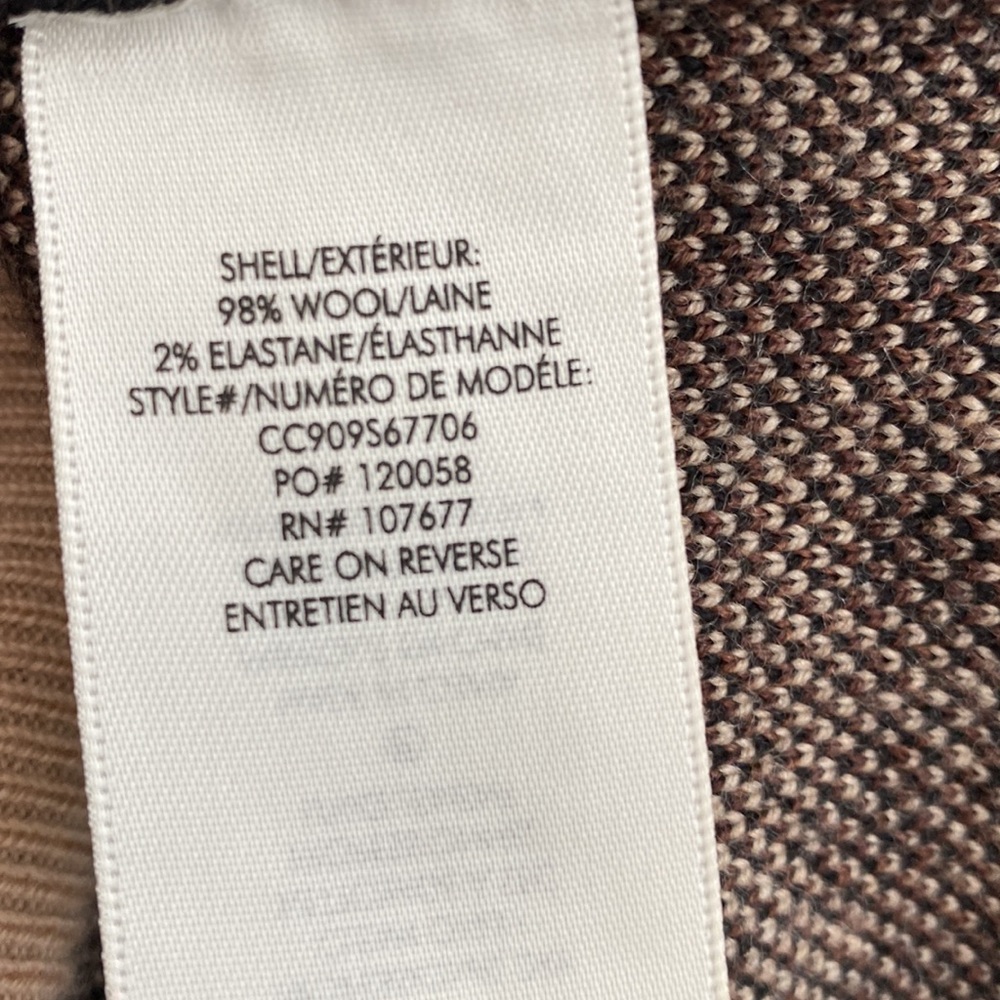 SHELL/EXTÉRIEUR:
98% WOOL/LAINE
2% ELASTANE/ÉLASTHANNE
STYLE#/NUMÉRO DE MODÉLE:
CC909S67706
PO# 120058
RN# 107677
CARE ON REVERSE
ENTRETIEN AU VERSO